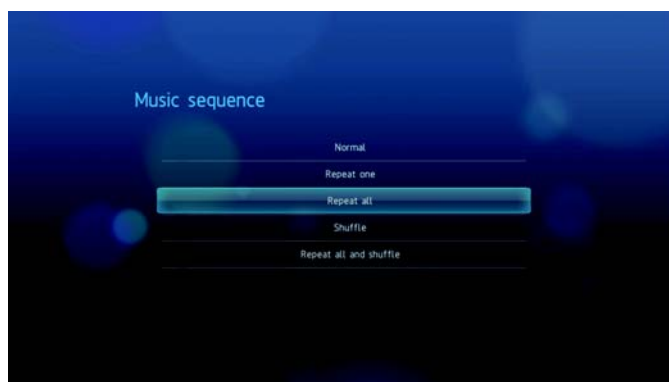 Music sequence
Normal
Repeat one
Repeat all
Shuffle
Repeat all and shuffle